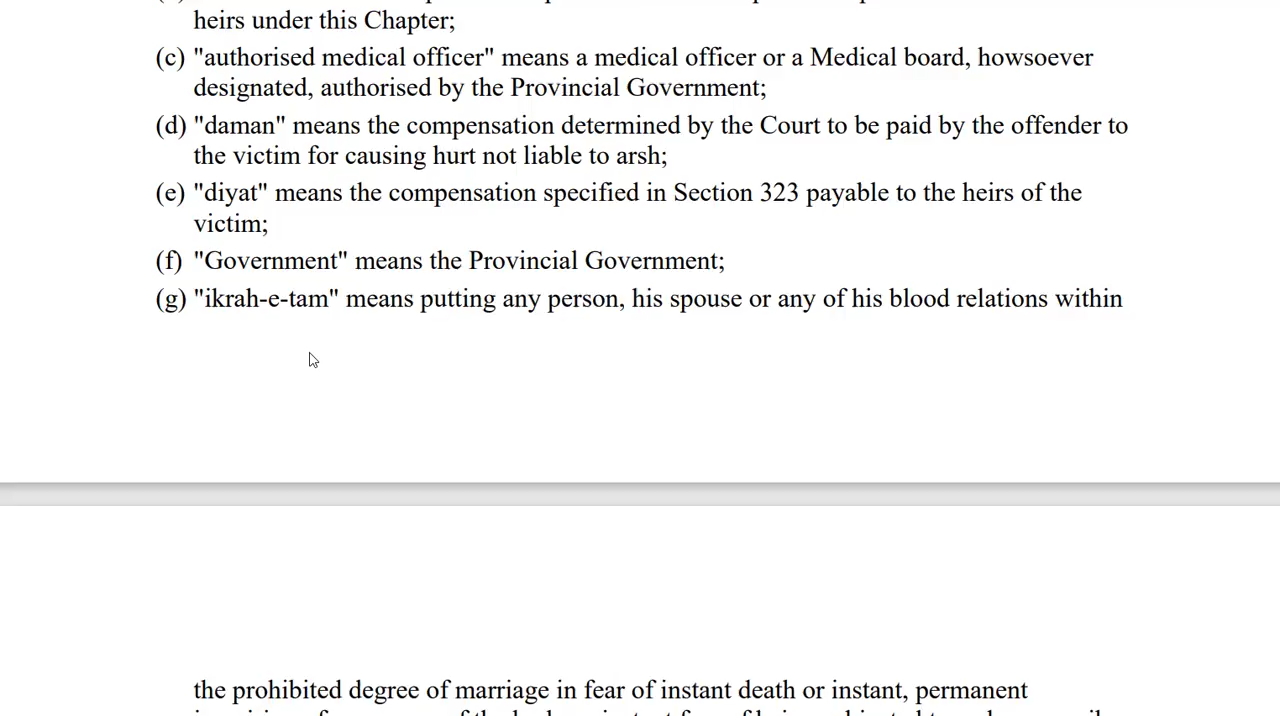 heirs under this Chapter;
(c) "authorised medical officer" means a medical officer or a Medical board, howsoever
designated, authorised by the Provincial Government;
(d) "daman" means the compensation determined by the Court to be paid by the offender to
the victim for causing hurt not liable to arsh;
(e) "diyat" means the compensation specified in Section 323 payable to the heirs of the
victim;
(f) "Government" means the Provincial Government;
(g) "ikrah-e-tam" means putting any person, his spouse or any of his blood relations within
the prohibited degree of marriage in fear of instant death or instant, permanent